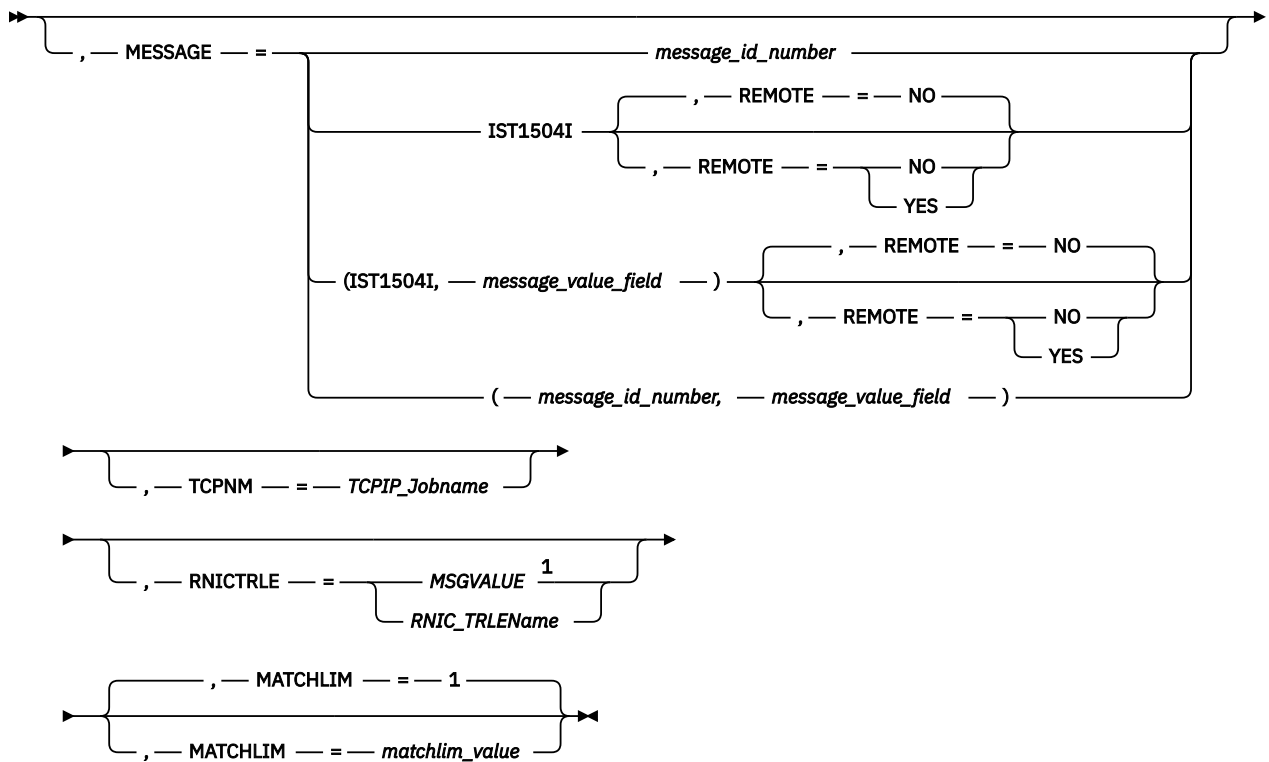 , MESSAGE = message_id_number
, REMOTE = NO
IST1504I
, REMOTE = NO
YES
, REMOTE = NO
(IST1504I, message_value_field )
, REMOTE = NO
YES
( message_id_number, message_value_field )
, TCPNM = TCPIP_Jobname
, RNICTRLE = MSGVALUE 1
RNIC_TRLEName
, MATCHLIM = 1
, MATCHLIM = matchlim_value